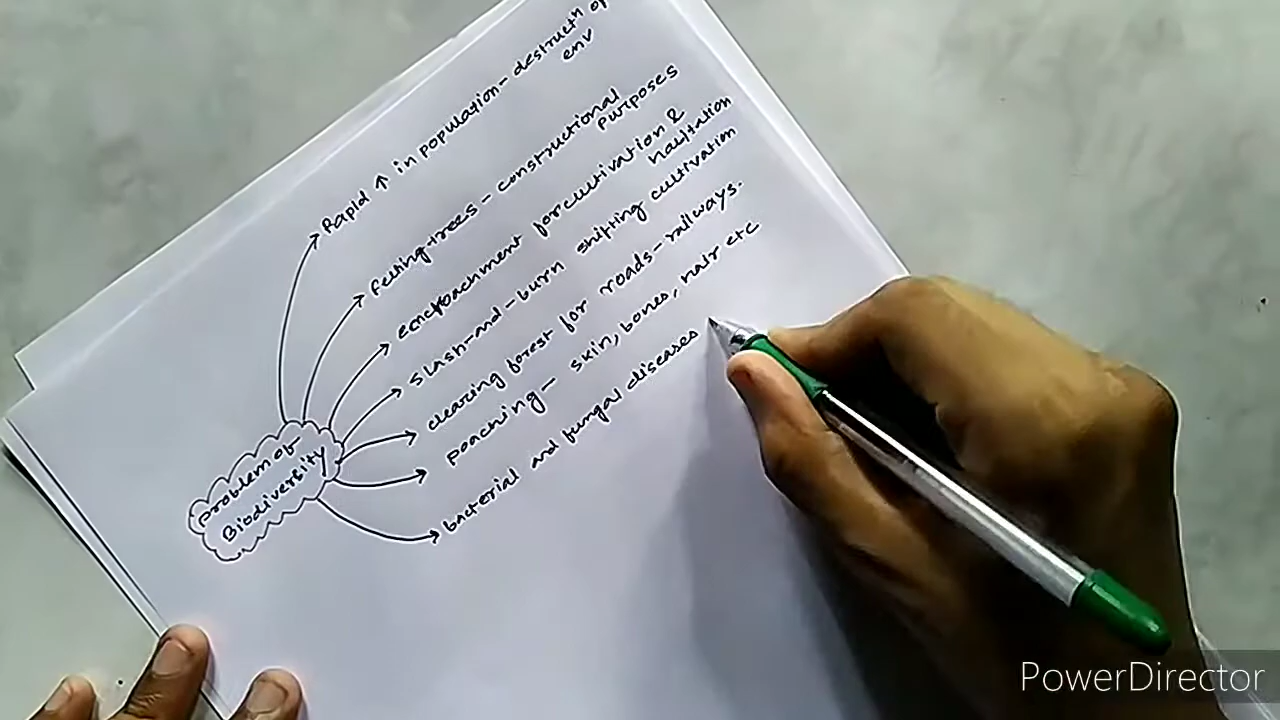 Rapid ↑ in population - destructn of
env
felling trees - constructional
purposes
encroachment for cultivation &
habitation
slash-and-burn shifting cultivation
clearing forest for roads - railways.
poaching - skin, bones, hair etc
bacterial and fungal diseases
problem of
Biodiversity
PowerDirector